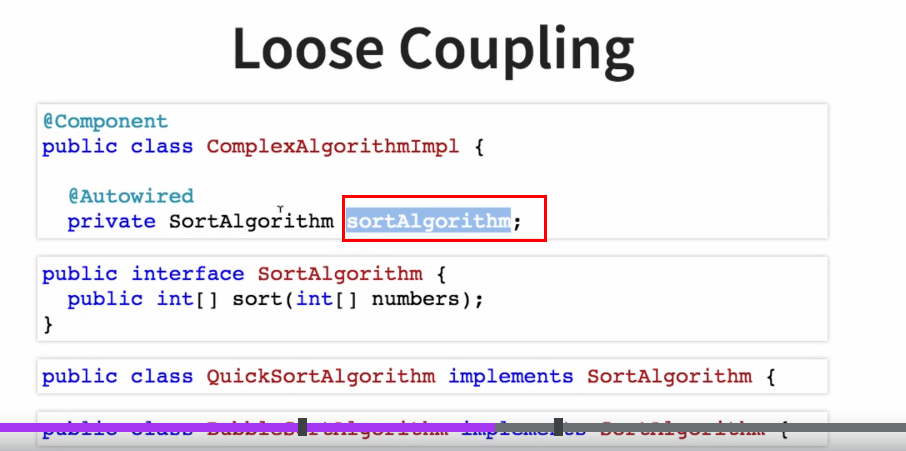 Loose Coupling
@Component
public class ComplexAlgorithmImpl {
@Autowired
private SortAlgorithm sortAlgorithm;
public interface SortAlgorithm {
public int[] sort(int[] numbers);
}
public class QuickSortAlgorithm implements SortAlgorithm {
public class BubbleSortAlgorithm implements SortAlgorithm {